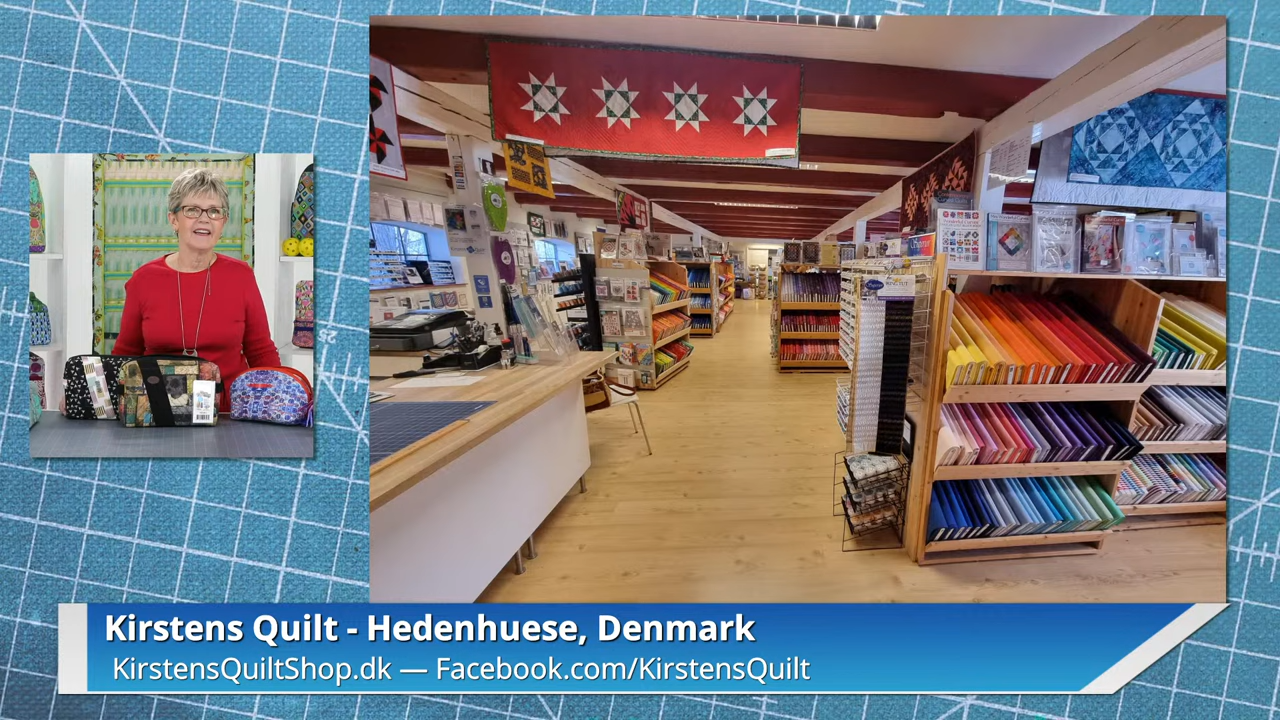 Kirstens Quilt - Hedenhuese, Denmark
KirstensQuiltShop.dk — Facebook.com/KirstensQuilt